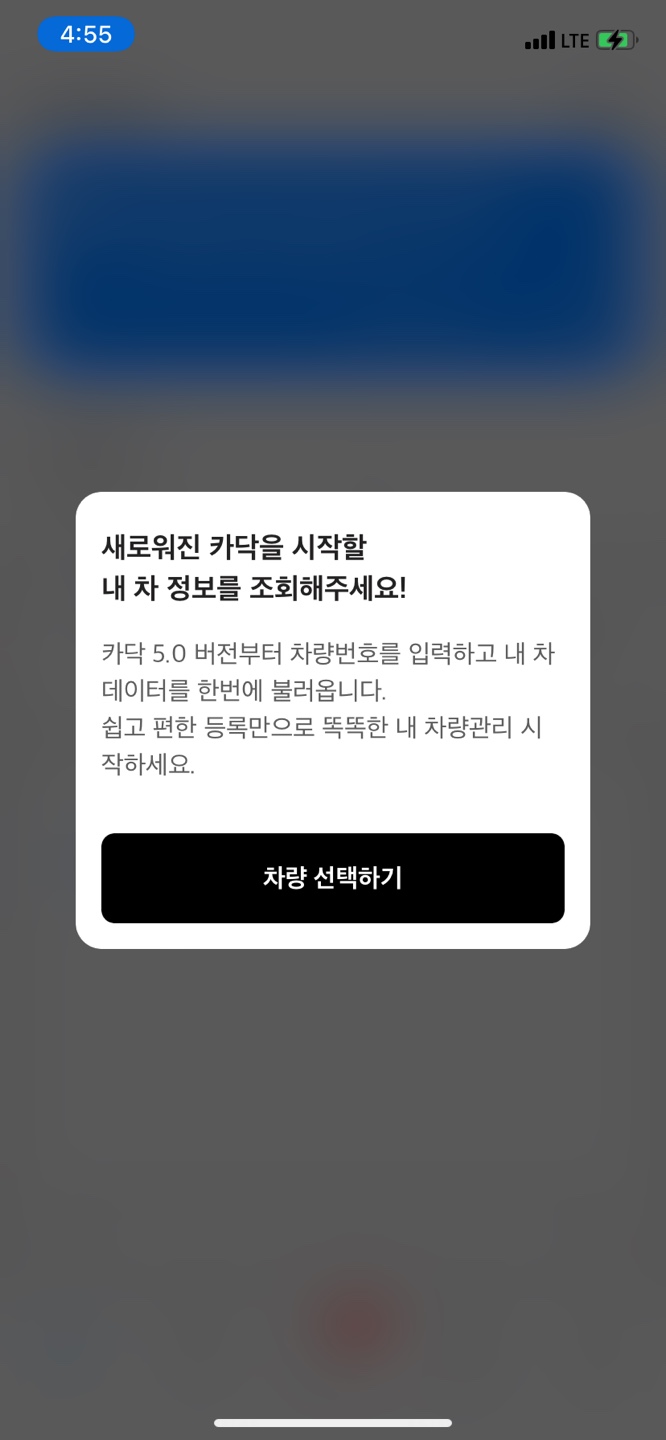 4:55
LTE
새로워진 카닥을 시작할
내 차 정보를 조회해주세요!
카닥 5.0 버전부터 차량번호를 입력하고 내 차
데이터를 한번에 불러옵니다.
쉽고 편한 등록만으로 똑똑한 내 차량관리 시
작하세요.
차량 선택하기